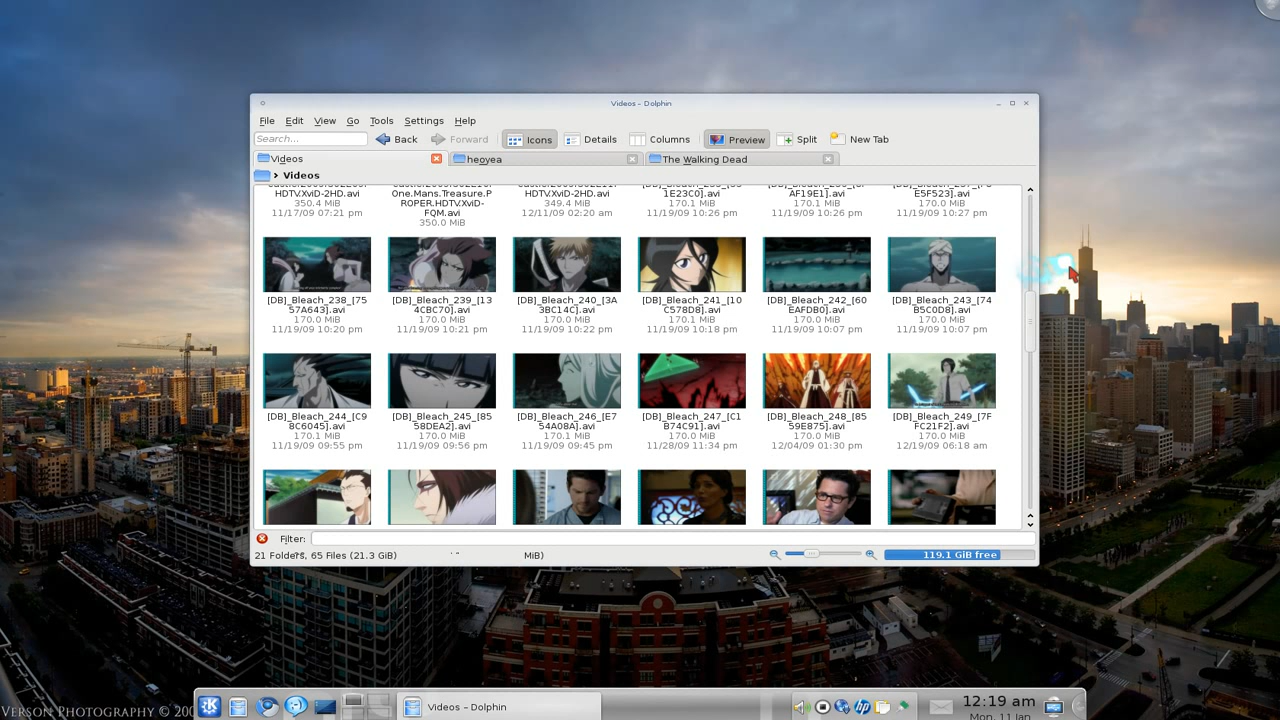 Videos – Dolphin
File Edit View Go Tools Settings Help
Search... Back Forward Icons Details Columns Preview Split New Tab
Videos heoyea The Walking Dead
Videos
HDTV.XviD-2HD.avi One.Mans.Treasure.P HDTV.XviD-2HD.avi 1E23C0].avi AF19E1].avi E5F523].avi
350.4 MiB ROPER.HDTV.XviD- 349.4 MiB 170.1 MiB 170.1 MiB 170.0 MiB
11/17/09 07:21 pm FQM.avi 12/11/09 02:20 am 11/19/09 10:26 pm 11/19/09 10:26 pm 11/19/09 10:27 pm
350.0 MiB
[DB]_Bleach_238_[75 [DB]_Bleach_239_[13 [DB]_Bleach_240_[3A [DB]_Bleach_241_[10 [DB]_Bleach_242_[60 [DB]_Bleach_243_[74
57A643].avi 4CBC70].avi 3BC14C].avi C578D8].avi EAFDB0].avi B5C0D8].avi
170.0 MiB 170.0 MiB 170.0 MiB 170.1 MiB 170.0 MiB 170.0 MiB
11/19/09 10:20 pm 11/19/09 10:21 pm 11/19/09 10:22 pm 11/19/09 10:18 pm 11/19/09 10:07 pm 11/19/09 10:07 pm
[DB]_Bleach_244_[C9 [DB]_Bleach_245_[85 [DB]_Bleach_246_[E7 [DB]_Bleach_247_[C1 [DB]_Bleach_248_[85 [DB]_Bleach_249_[7F
8C6045].avi 58DEA2].avi 54A08A].avi B74C91].avi 59E875].avi FC21F2].avi
170.1 MiB 170.0 MiB 170.1 MiB 170.0 MiB 170.0 MiB 170.0 MiB
11/19/09 09:55 pm 11/19/09 09:56 pm 11/19/09 09:45 pm 11/28/09 11:34 pm 12/04/09 01:30 pm 12/19/09 06:18 am
Filter:
21 Folders, 65 Files (21.3 GiB) MiB) 119.1 GiB free
Videos – Dolphin
12:19 am
Mon, 11 Jan
Verson Photography © 200